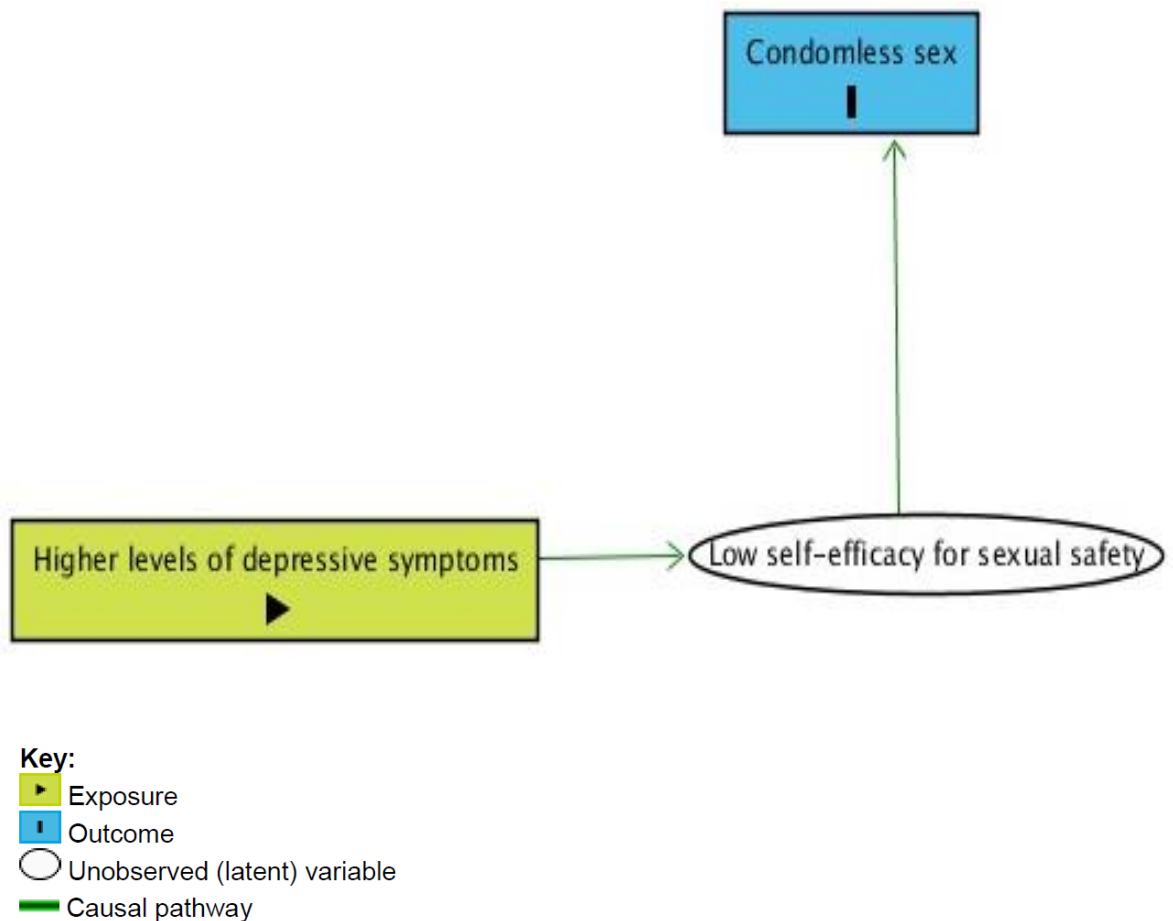 Condomless sex
Higher levels of depressive symptoms
Low self-efficacy for sexual safety
Key:
Exposure
Outcome
Unobserved (latent) variable
Causal pathway